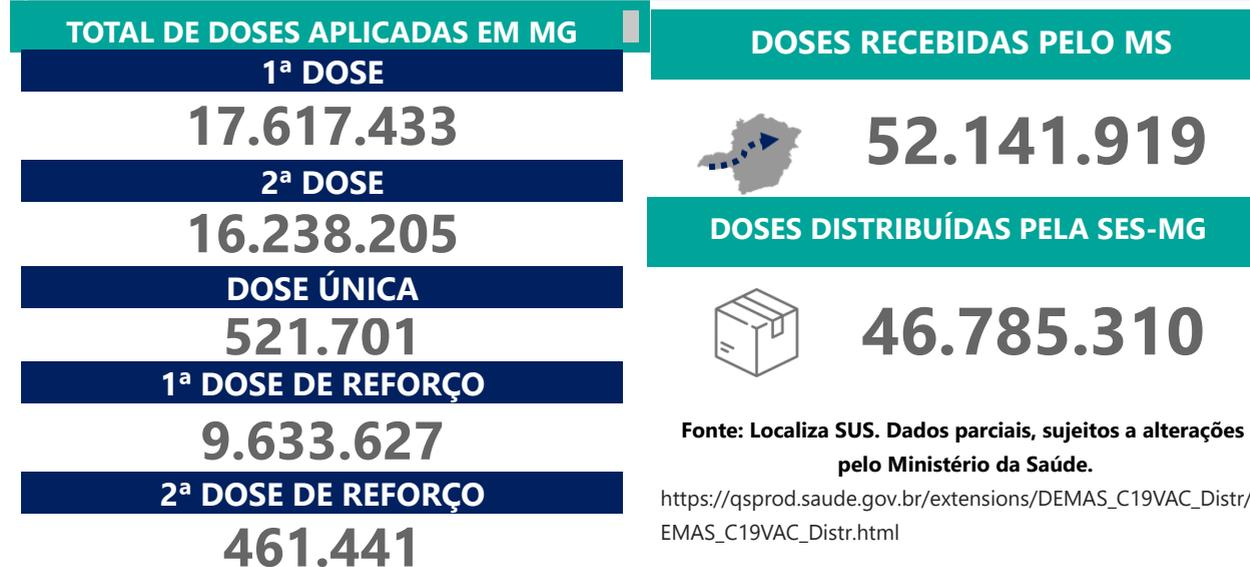 TOTAL DE DOSES APLICADAS EM MG
1ª DOSE
17.617.433
2ª DOSE
16.238.205
DOSE ÚNICA
521.701
1ª DOSE DE REFORÇO
9.633.627
2ª DOSE DE REFORÇO
461.441
DOSES RECEBIDAS PELO MS
52.141.919
DOSES DISTRIBUÍDAS PELA SES-MG
46.785.310
Fonte: Localiza SUS. Dados parciais, sujeitos a alterações
pelo Ministério da Saúde.
https://qsprod.saude.gov.br/extensions/DEMAS_C19VAC_Distr/
EMAS_C19VAC_Distr.html